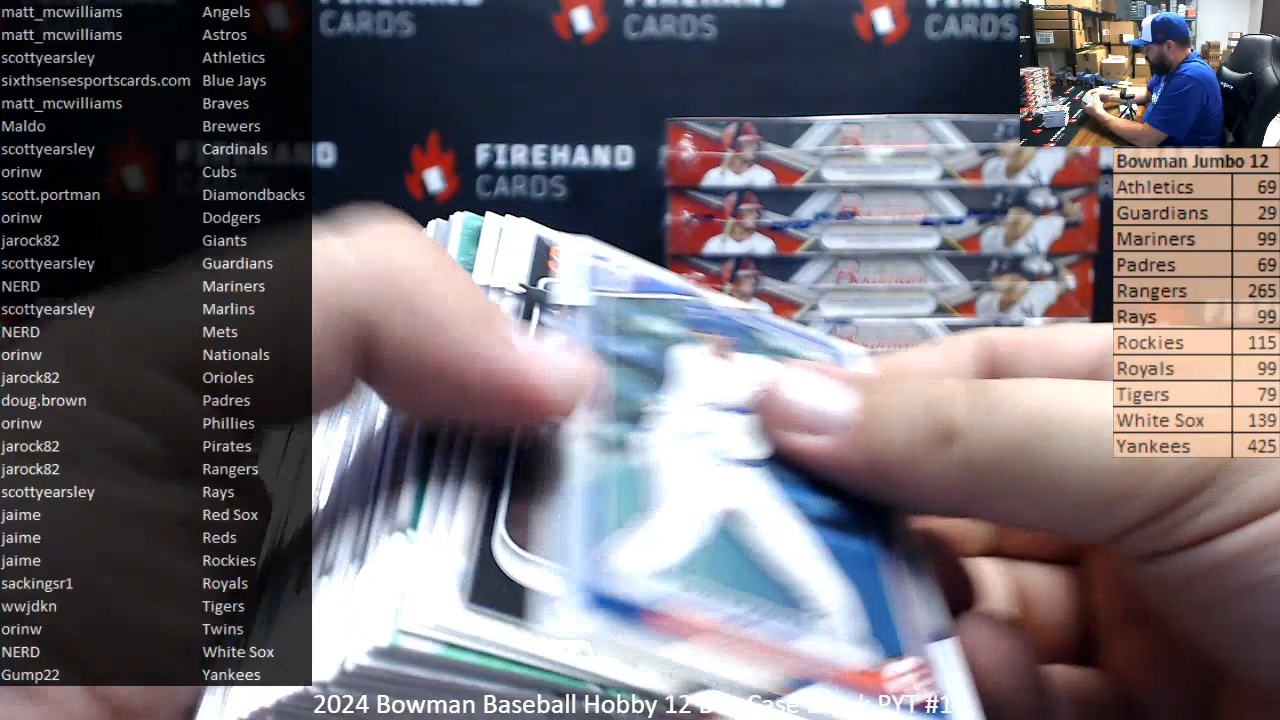 matt_mcwilliams Angels
matt_mcwilliams Astros
scottyearsley Athletics
sixthsensesportscards.com Blue Jays
matt_mcwilliams Braves
Maldo Brewers
scottyearsley Cardinals
orinw Cubs
scott.portman Diamondbacks
orinw Dodgers
jarock82 Giants
scottyearsley Guardians
NERD Mariners
scottyearsley Marlins
NERD Mets
orinw Nationals
jarock82 Orioles
doug.brown Padres
orinw Phillies
jarock82 Pirates
jarock82 Rangers
scottyearsley Rays
jaime Red Sox
jaime Reds
jaime Rockies
sackingsr1 Royals
wwjdkn Tigers
orinw Twins
NERD White Sox
Gump22 Yankees
CARDS
CARDS
CARDS
FIREHAND
CARDS
Bowman Jumbo 12
Athletics 69
Guardians 29
Mariners 99
Padres 69
Rangers 265
Rays 99
Rockies 115
Royals 99
Tigers 79
White Sox 139
Yankees 425
2024 Bowman Baseball Hobby 12 Case PYT #1